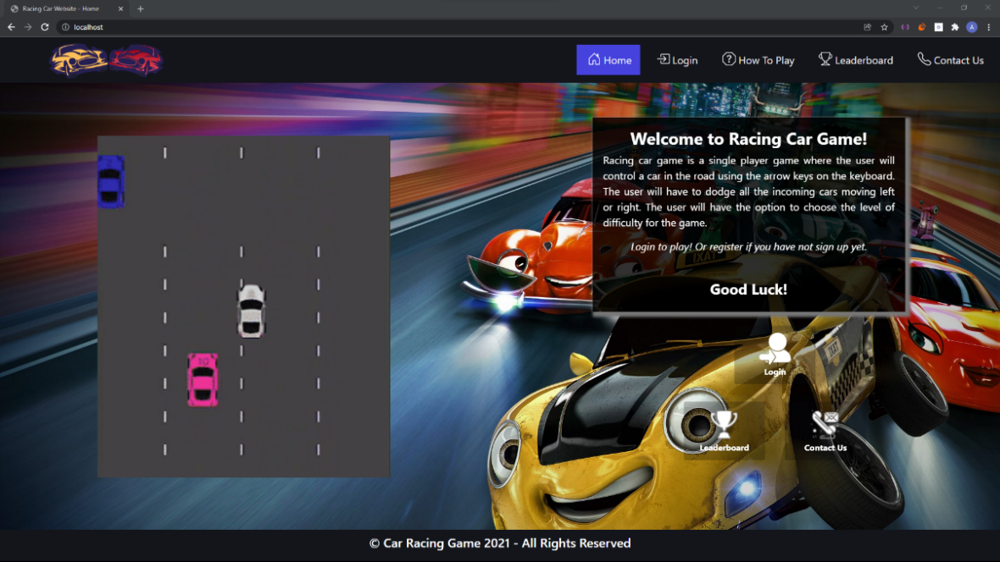 Racing Car Website - Home
localhost
Home
Login
How To Play
Leaderboard
Contact Us
Welcome to Racing Car Game!
Racing car game is a single player game where the user will
control a car in the road using the arrow keys on the keyboard.
The user will have to dodge all the incoming cars moving left
or right. The user will have the option to choose the level of
difficulty for the game.
Login to play! Or register if you have not sign up yet.
Good Luck!
Login
Leaderboard
Contact Us
© Car Racing Game 2021 - All Rights Reserved